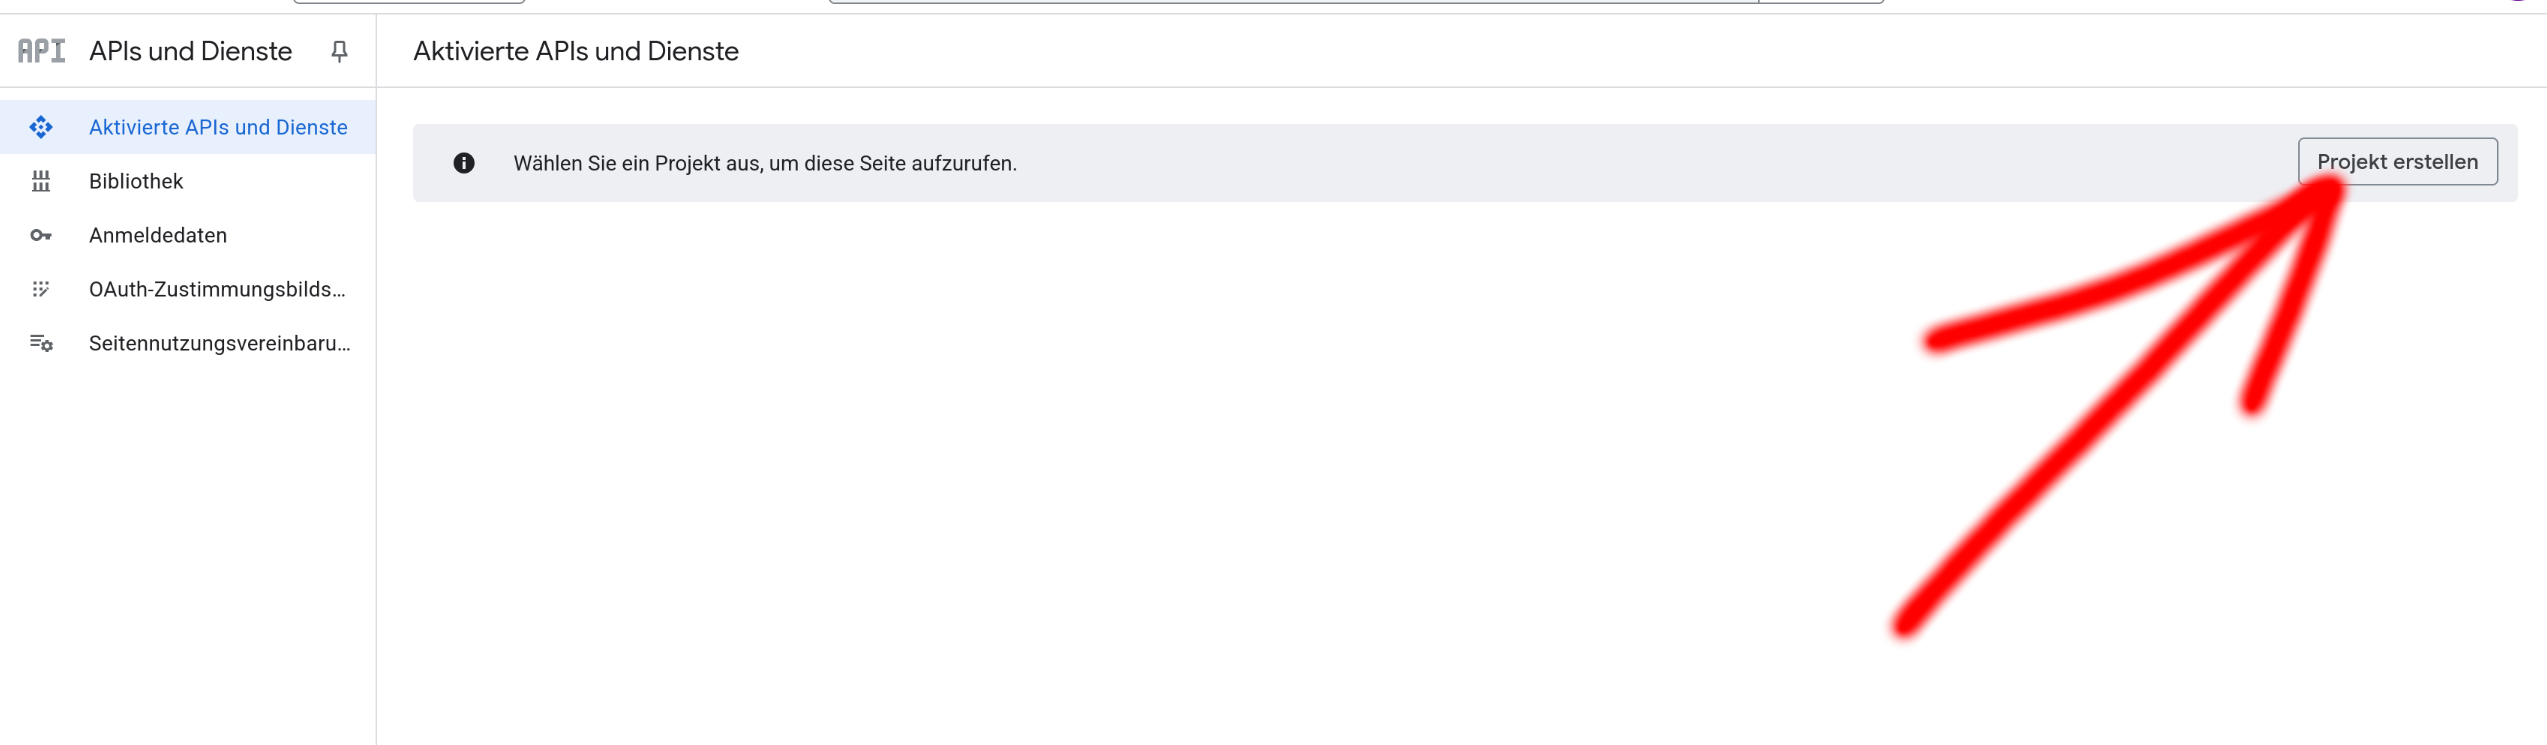 API APIs und Dienste
Aktivierte APIs und Dienste
Aktivierte APIs und Dienste
Bibliothek
Anmeldedaten
OAuth-Zustimmungsbilds...
Seitennutzungsvereinbaru...
Wählen Sie ein Projekt aus, um diese Seite aufzurufen.
Projekt erstellen